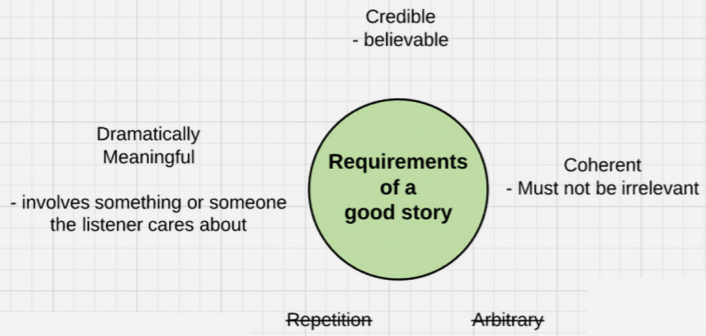 Credible
- believable
Dramatically
Meaningful
- involves something or someone
the listener cares about
Requirements
of a
good story
Coherent
- Must not be irrelevant
Repetition
Arbitrary